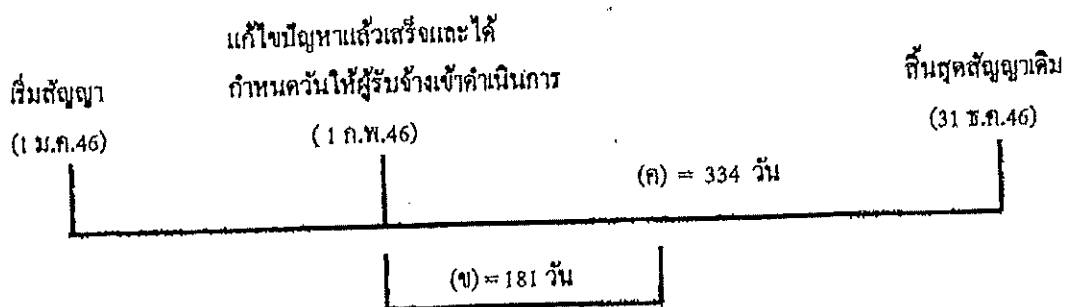 แก้ไขปัญหาแล้วเสร็จและได้
กำหนดวันให้ผู้รับจ้างเข้าดำเนินการ
สิ้นสุดสัญญาเดิม
เริ่มสัญญา
(31 ธ.ค.46)
(1 ม.ค.46)
(1 ก.พ.46)
(ค) = 334 วัน
(ข) = 181 วัน